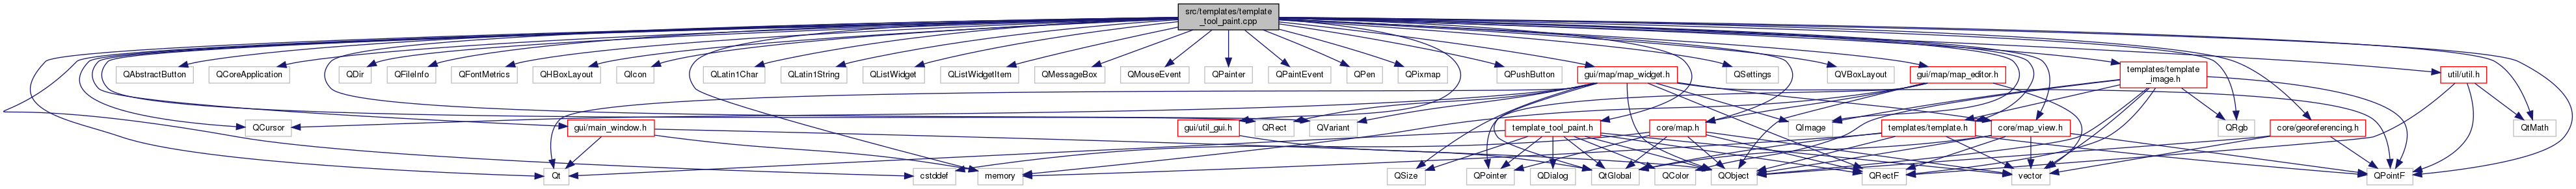 src/templates/template
_tool_paint.cpp
QAbstractButton
QCoreApplication
QDir
QFileInfo
QFontMetrics
QHBoxLayout
QIcon
QLatin1Char
QLatin1String
QListWidget
QListWidgetItem
QMessageBox
QMouseEvent
QPainter
QPaintEvent
QPen
QPixmap
QPushButton
gui/map/map_widget.h
QSettings
QVBoxLayout
gui/map/map_editor.h
templates/template
_image.h
util/util.h
QCursor
gui/main_window.h
gui/util_gui.h
QRect
QVariant
template_tool_paint.h
core/map.h
QImage
templates/template.h
core/map_view.h
QRgb
core/georeferencing.h
QtMath
Qt
cstddef
memory
QSize
QPointer
QDialog
QtGlobal
QColor
QObject
QRectF
vector
QPointF